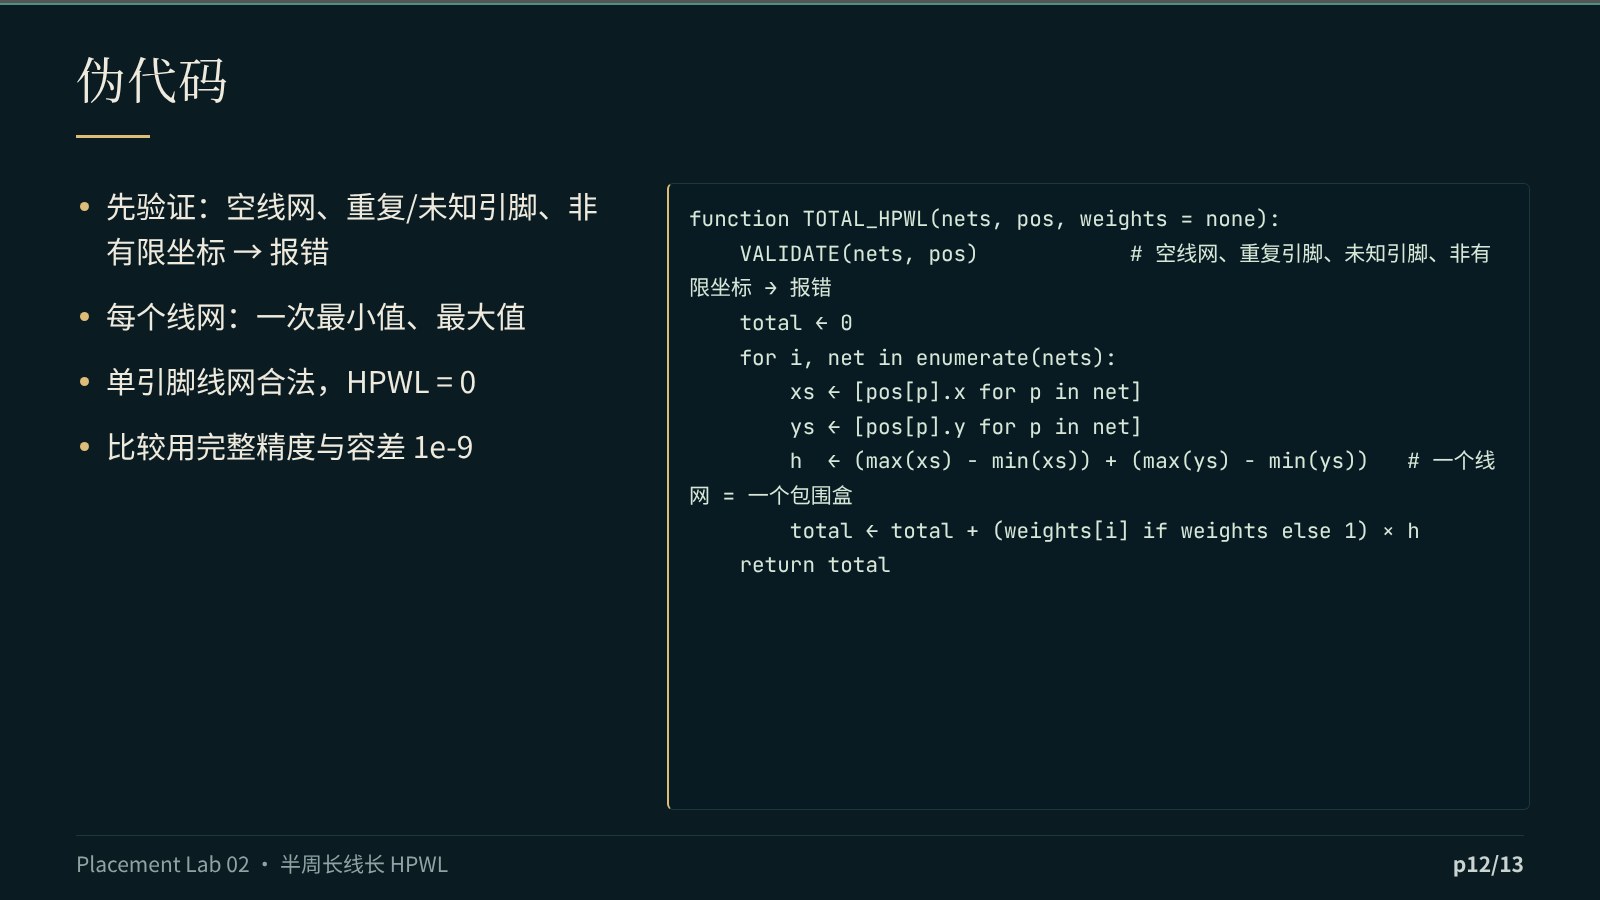 伪代码
• 先验证：空线网、重复/未知引脚、非
有限坐标 → 报错
• 每个线网：一次最小值、最大值
• 单引脚线网合法，HPWL = 0
• 比较用完整精度与容差 1e-9
function TOTAL_HPWL(nets, pos, weights = none):
    VALIDATE(nets, pos)            # 空线网、重复引脚、未知引脚、非有
限坐标 → 报错
    total ← 0
    for i, net in enumerate(nets):
        xs ← [pos[p].x for p in net]
        ys ← [pos[p].y for p in net]
        h  ← (max(xs) - min(xs)) + (max(ys) - min(ys))   # 一个线
网 = 一个包围盒
        total ← total + (weights[i] if weights else 1) × h
    return total
Placement Lab 02 · 半周长线长 HPWL
p12/13